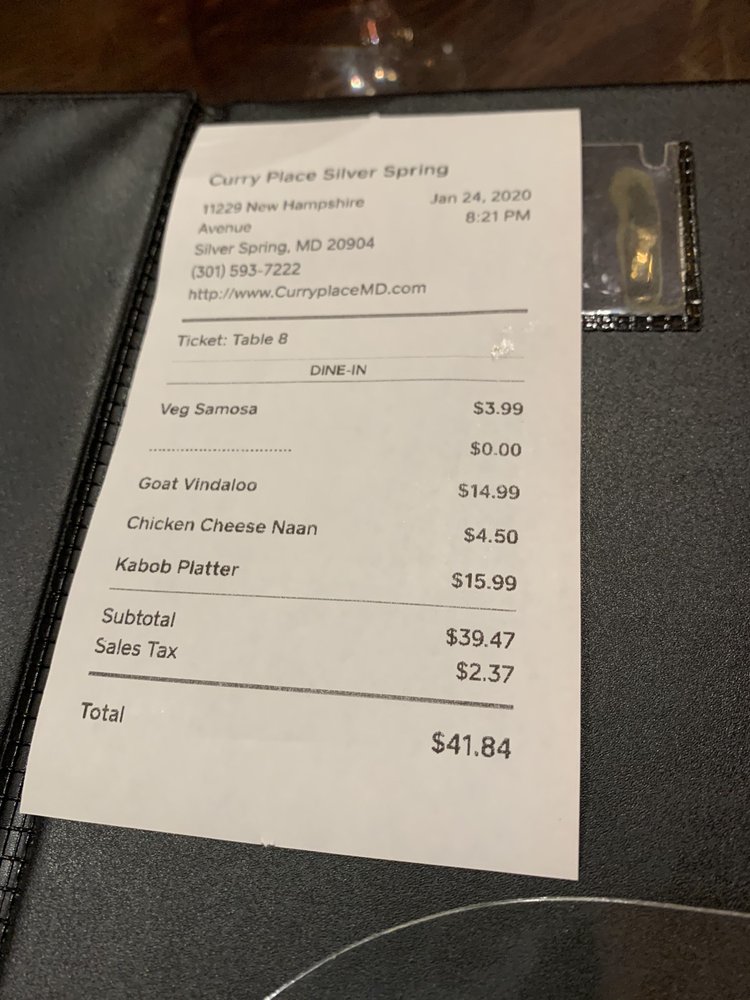 Curry Place Silver Spring
11229 New Hampshire Jan 24, 2020
Avenue 8:21 PM
Silver Spring, MD 20904
(301) 593-7222
http://www.CurryplaceMD.com
Ticket: Table 8
DINE-IN
Veg Samosa $3.99
.............................. $0.00
Goat Vindaloo $14.99
Chicken Cheese Naan $4.50
Kabob Platter $15.99
Subtotal $39.47
Sales Tax $2.37
Total $41.84